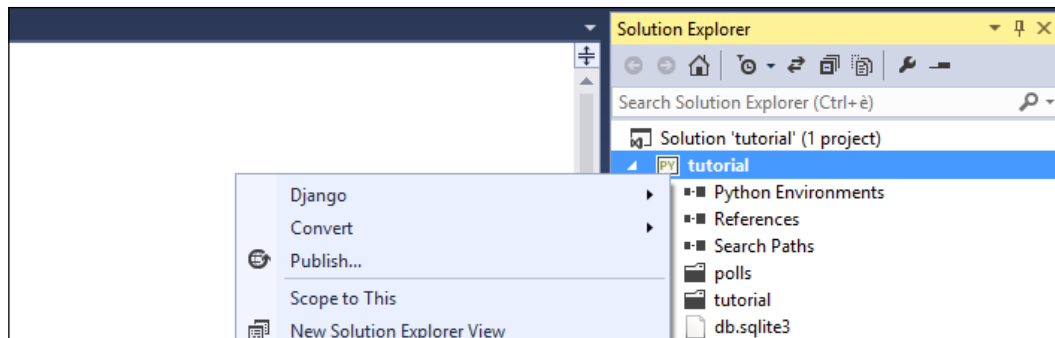 Solution Explorer
Search Solution Explorer (Ctrl+è)
Solution 'tutorial' (1 project)
PY tutorial
Python Environments
References
Search Paths
polls
tutorial
db.sqlite3
Django
Convert
Publish...
Scope to This
New Solution Explorer View